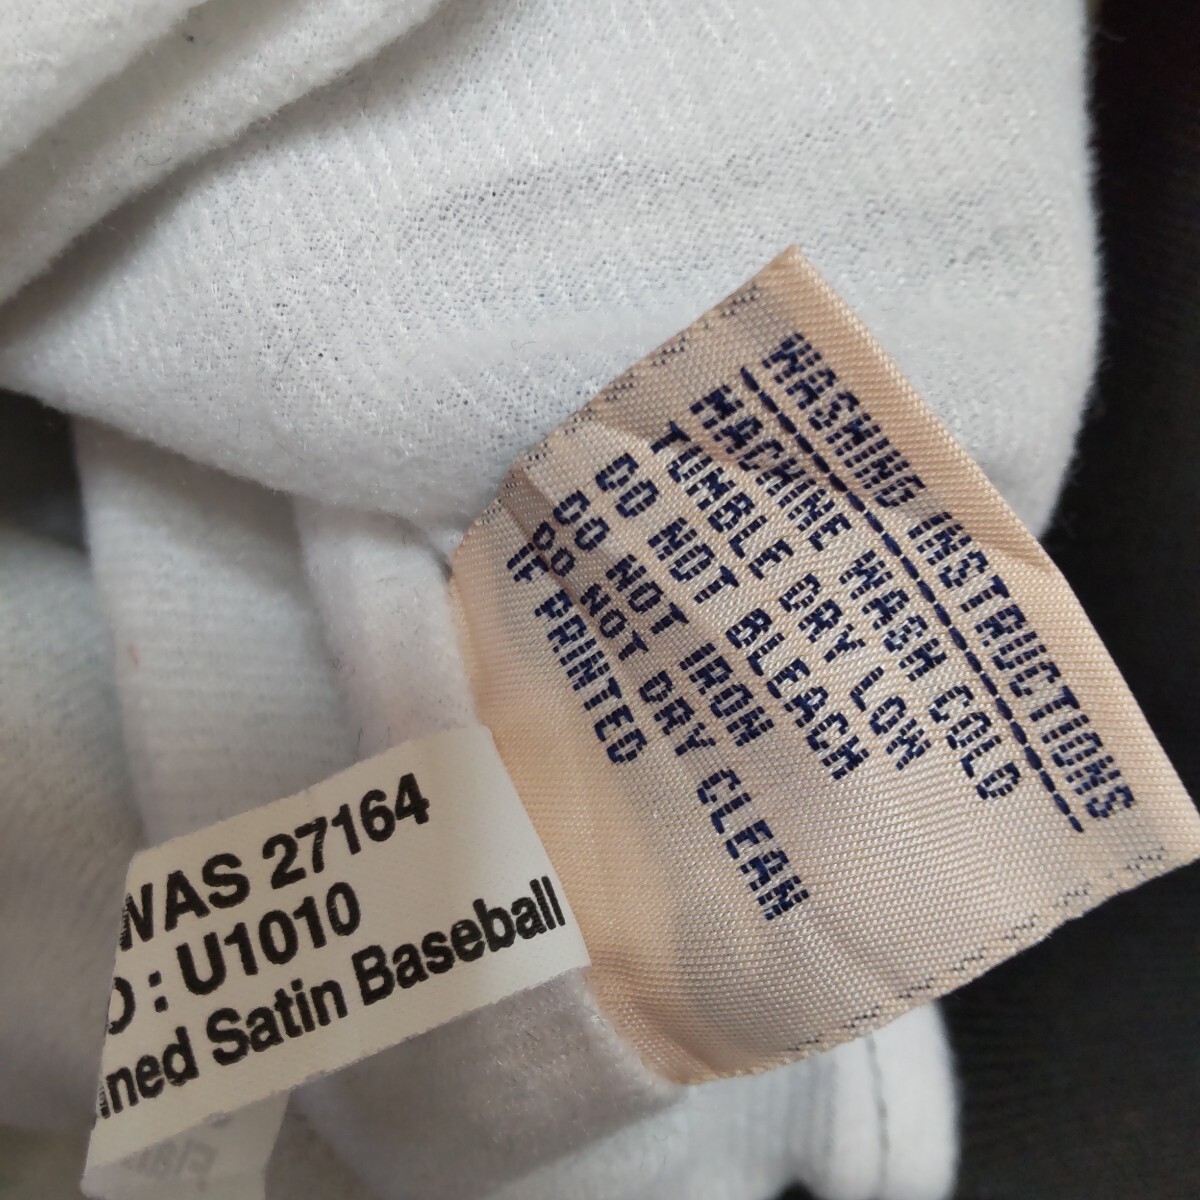 WASHING INSTRUCTIONS
MACHINE WASH COLD
TUMBLE DRY LOW
DO NOT BLEACH
DO NOT IRON
DO NOT DRY CLEAN
IF PRINTED
WAS 27164
: U1010
Satin Baseball